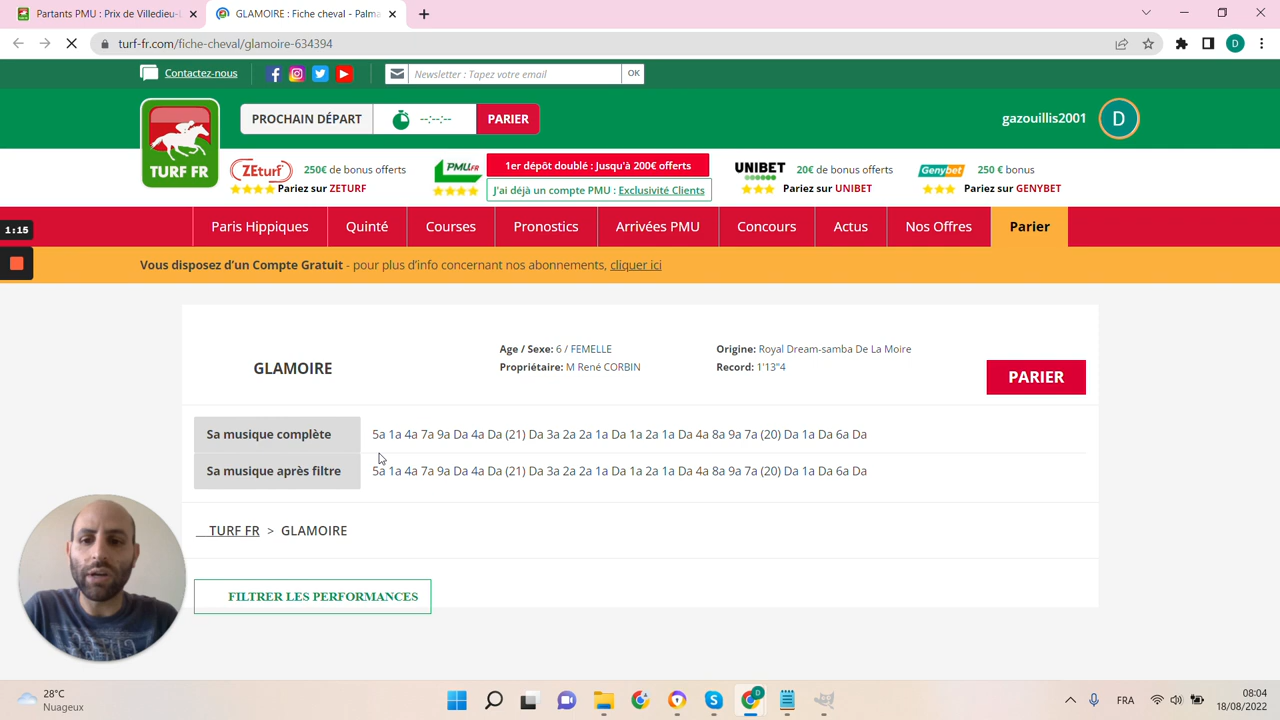 Partants PMU : Prix de Villedieu-L
GLAMOIRE : Fiche cheval - Palma
turf-fr.com/fiche-cheval/glamoire-634394
D
Contactez-nous
Newsletter : Tapez votre email
OK
PROCHAIN DÉPART
--:--:--
PARIER
gazouillis2001
D
TURF FR
ZEturf
250€ de bonus offerts
Pariez sur ZETURF
PMU.FR
1er dépôt doublé : Jusqu'à 200€ offerts
J'ai déjà un compte PMU : Exclusivité Clients
UNIBET
20€ de bonus offerts
Pariez sur UNIBET
Genybet
250 € bonus
Pariez sur GENYBET
1:15
Paris Hippiques
Quinté
Courses
Pronostics
Arrivées PMU
Concours
Actus
Nos Offres
Parier
Vous disposez d'un Compte Gratuit - pour plus d'info concernant nos abonnements, cliquer ici
GLAMOIRE
Age / Sexe: 6 / FEMELLE
Propriétaire: M René CORBIN
Origine: Royal Dream-samba De La Moire
Record: 1'13"4
PARIER
Sa musique complète
5a 1a 4a 7a 9a Da 4a Da (21) Da 3a 2a 2a 1a Da 1a 2a 1a Da 4a 8a 9a 7a (20) Da 1a Da 6a Da
Sa musique après filtre
5a 1a 4a 7a 9a Da 4a Da (21) Da 3a 2a 2a 1a Da 1a 2a 1a Da 4a 8a 9a 7a (20) Da 1a Da 6a Da
TURF FR > GLAMOIRE
FILTRER LES PERFORMANCES
28°C
Nuageux
D
FRA
08:04
18/08/2022